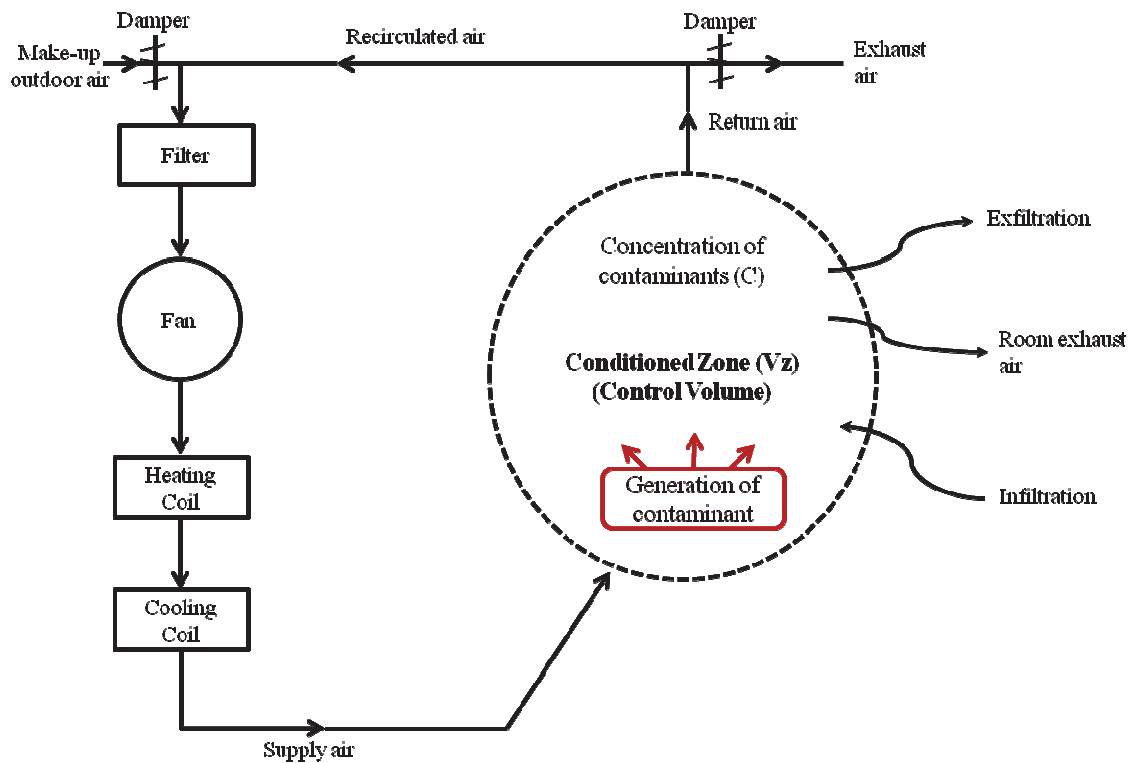 Damper
Damper
Make-up
outdoor air
Recirculated air
Exhaust
air
Filter
Return air
Fan
Concentration of
contaminants (C)
Exfiltration
Conditioned Zone (Vz)
(Control Volume)
Room exhaust
air
Heating
Coil
Generation of
contaminant
Infiltration
Cooling
Coil
Supply air